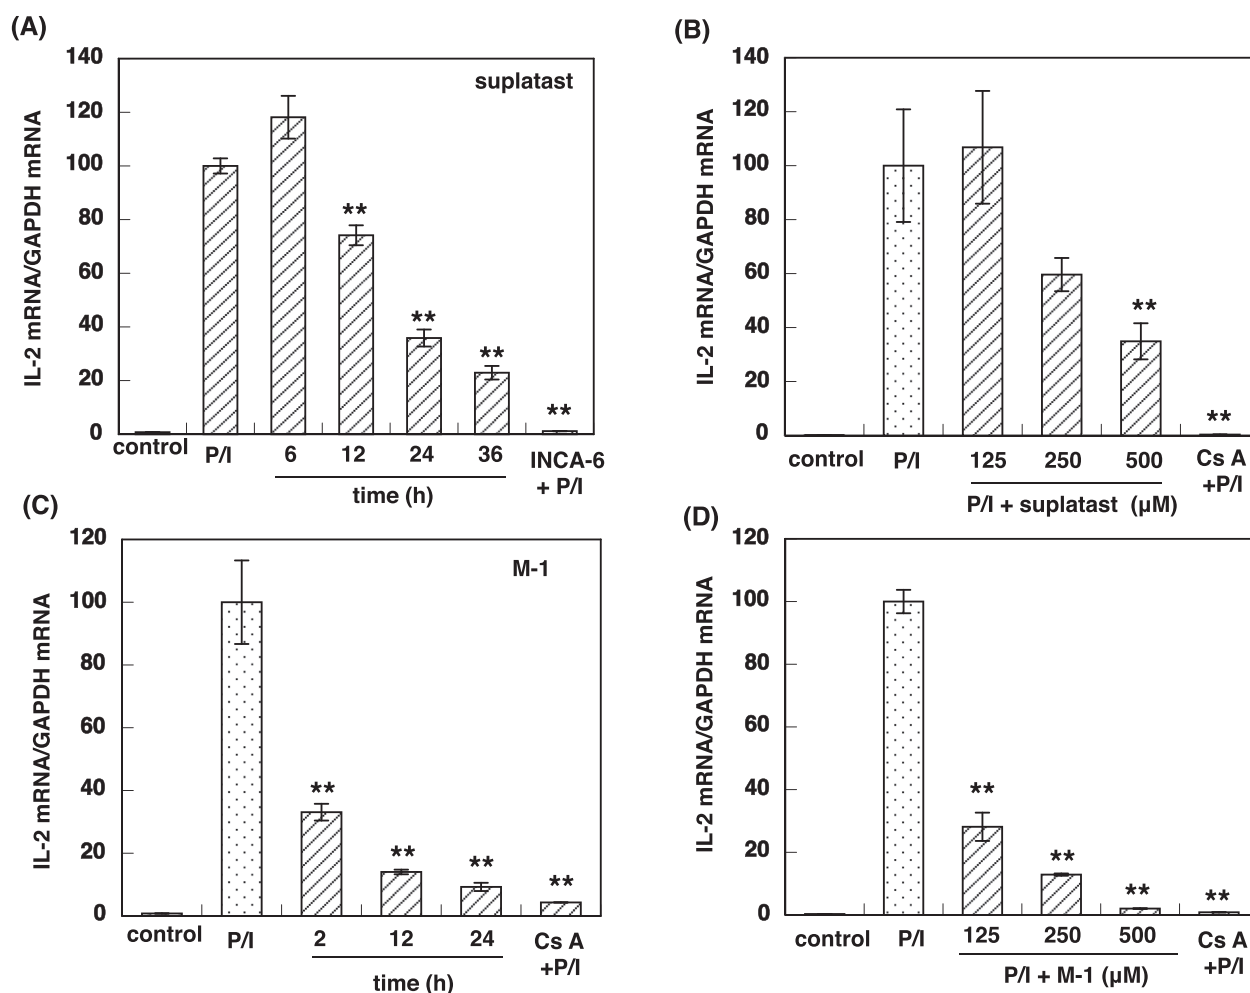 (A)
IL-2 mRNA/GAPDH mRNA
140
120
100
80
60
40
20
0
suplatast
**
**
**
**
control
P/I
6
12
24
36
INCA-6
+ P/I
time (h)
(B)
IL-2 mRNA/GAPDH mRNA
140
120
100
80
60
40
20
0
**
**
control
P/I
125
250
500
Cs A
+P/I
P/I + suplatast (µM)
(C)
IL-2 mRNA/GAPDH mRNA
120
100
80
60
40
20
0
M-1
**
**
**
**
control
P/I
2
12
24
Cs A
+P/I
time (h)
(D)
IL-2 mRNA/GAPDH mRNA
120
100
80
60
40
20
0
**
**
**
**
control
P/I
125
250
500
Cs A
+P/I
P/I + M-1 (µM)